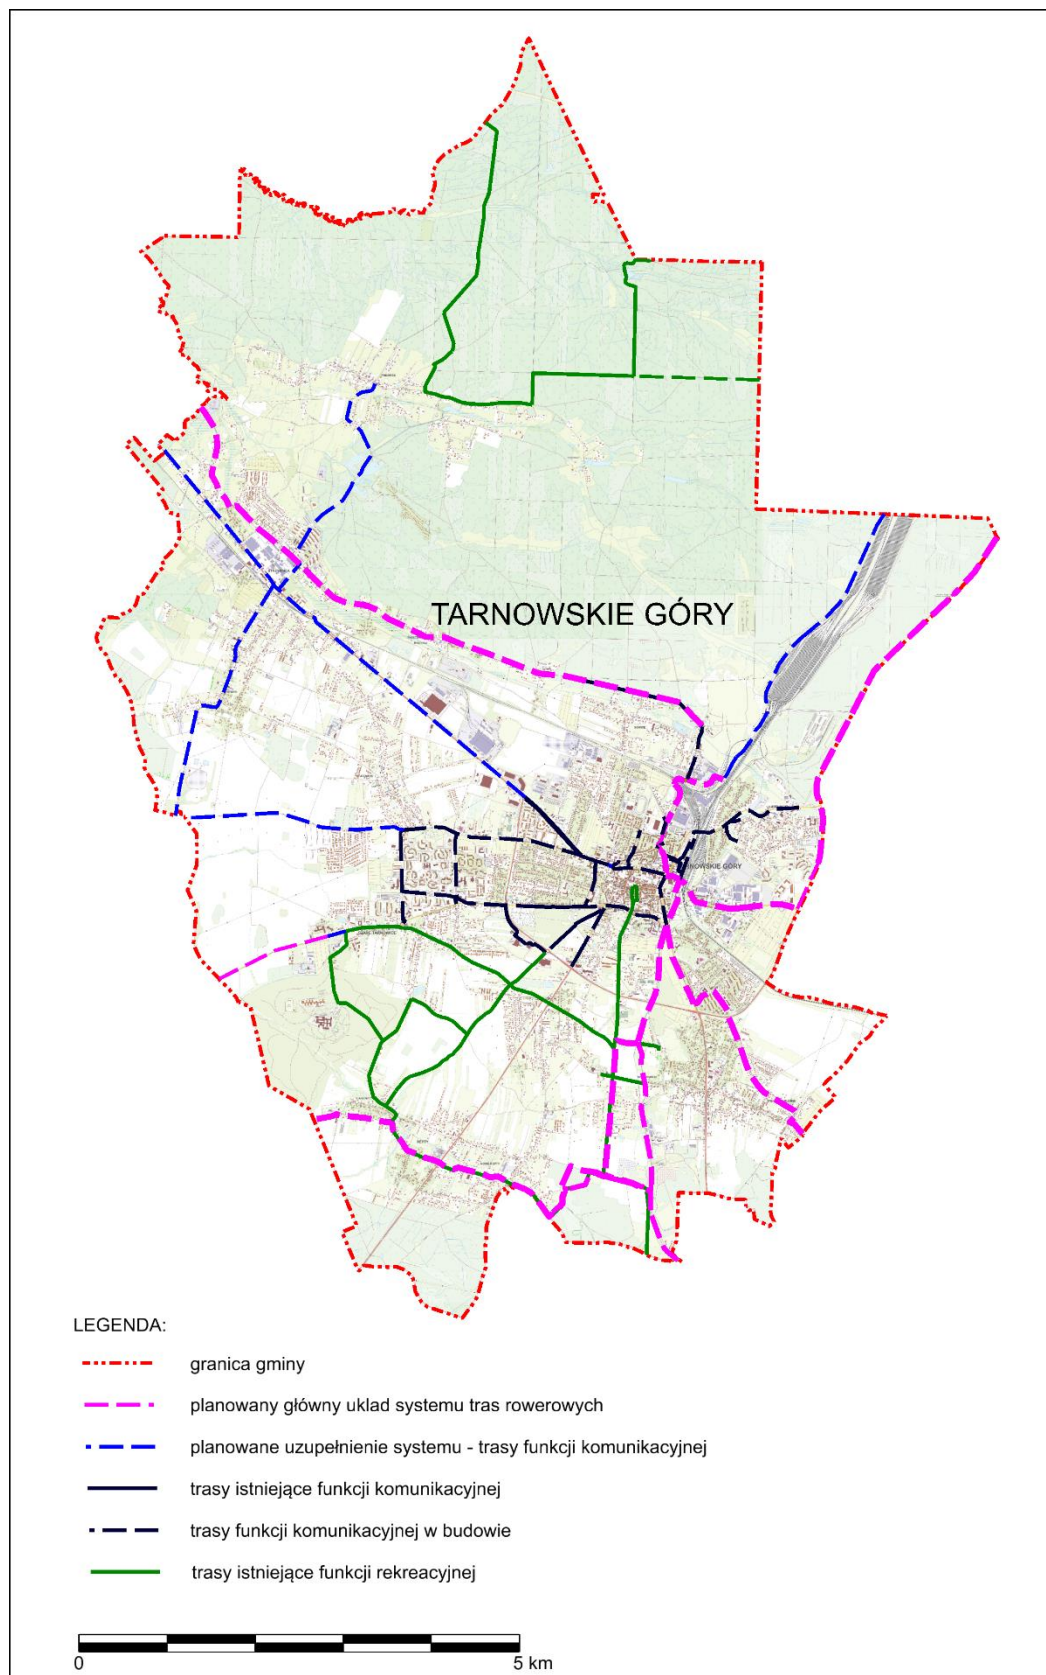 TARNOWSKIE GÓRY
LEGENDA:
granica gminy
planowany główny układ systemu tras rowerowych
planowane uzupełnienie systemu - trasy funkcji komunikacyjnej
trasy istniejące funkcji komunikacyjnej
trasy funkcji komunikacyjnej w budowie
trasy istniejące funkcji rekreacyjnej
0
5 km